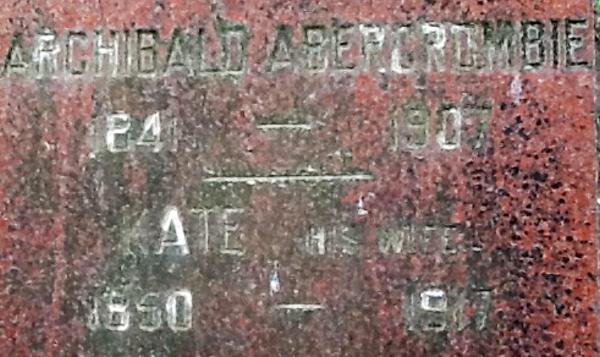 ARCHIBALD ABERCROMBIE
1841 — 1907
KATE HIS WIFE
1850 — 1917